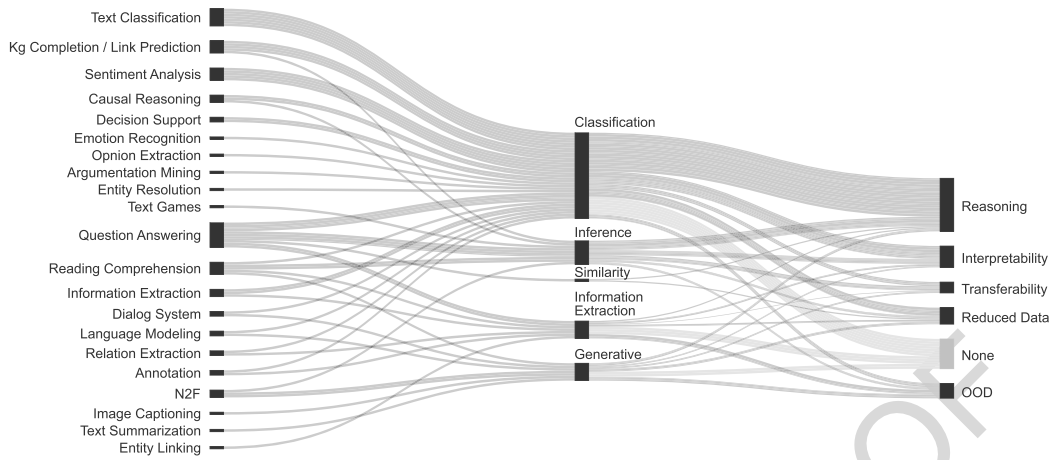 Text Classification
Kg Completion / Link Prediction
Sentiment Analysis
Causal Reasoning
Decision Support
Emotion Recognition
Opnion Extraction
Argumentation Mining
Entity Resolution
Text Games
Question Answering
Reading Comprehension
Information Extraction
Dialog System
Language Modeling
Relation Extraction
Annotation
N2F
Image Captioning
Text Summarization
Entity Linking
Classification
Inference
Similarity
Information
Extraction
Generative
Reasoning
Interpretability
Transferability
Reduced Data
None
OOD